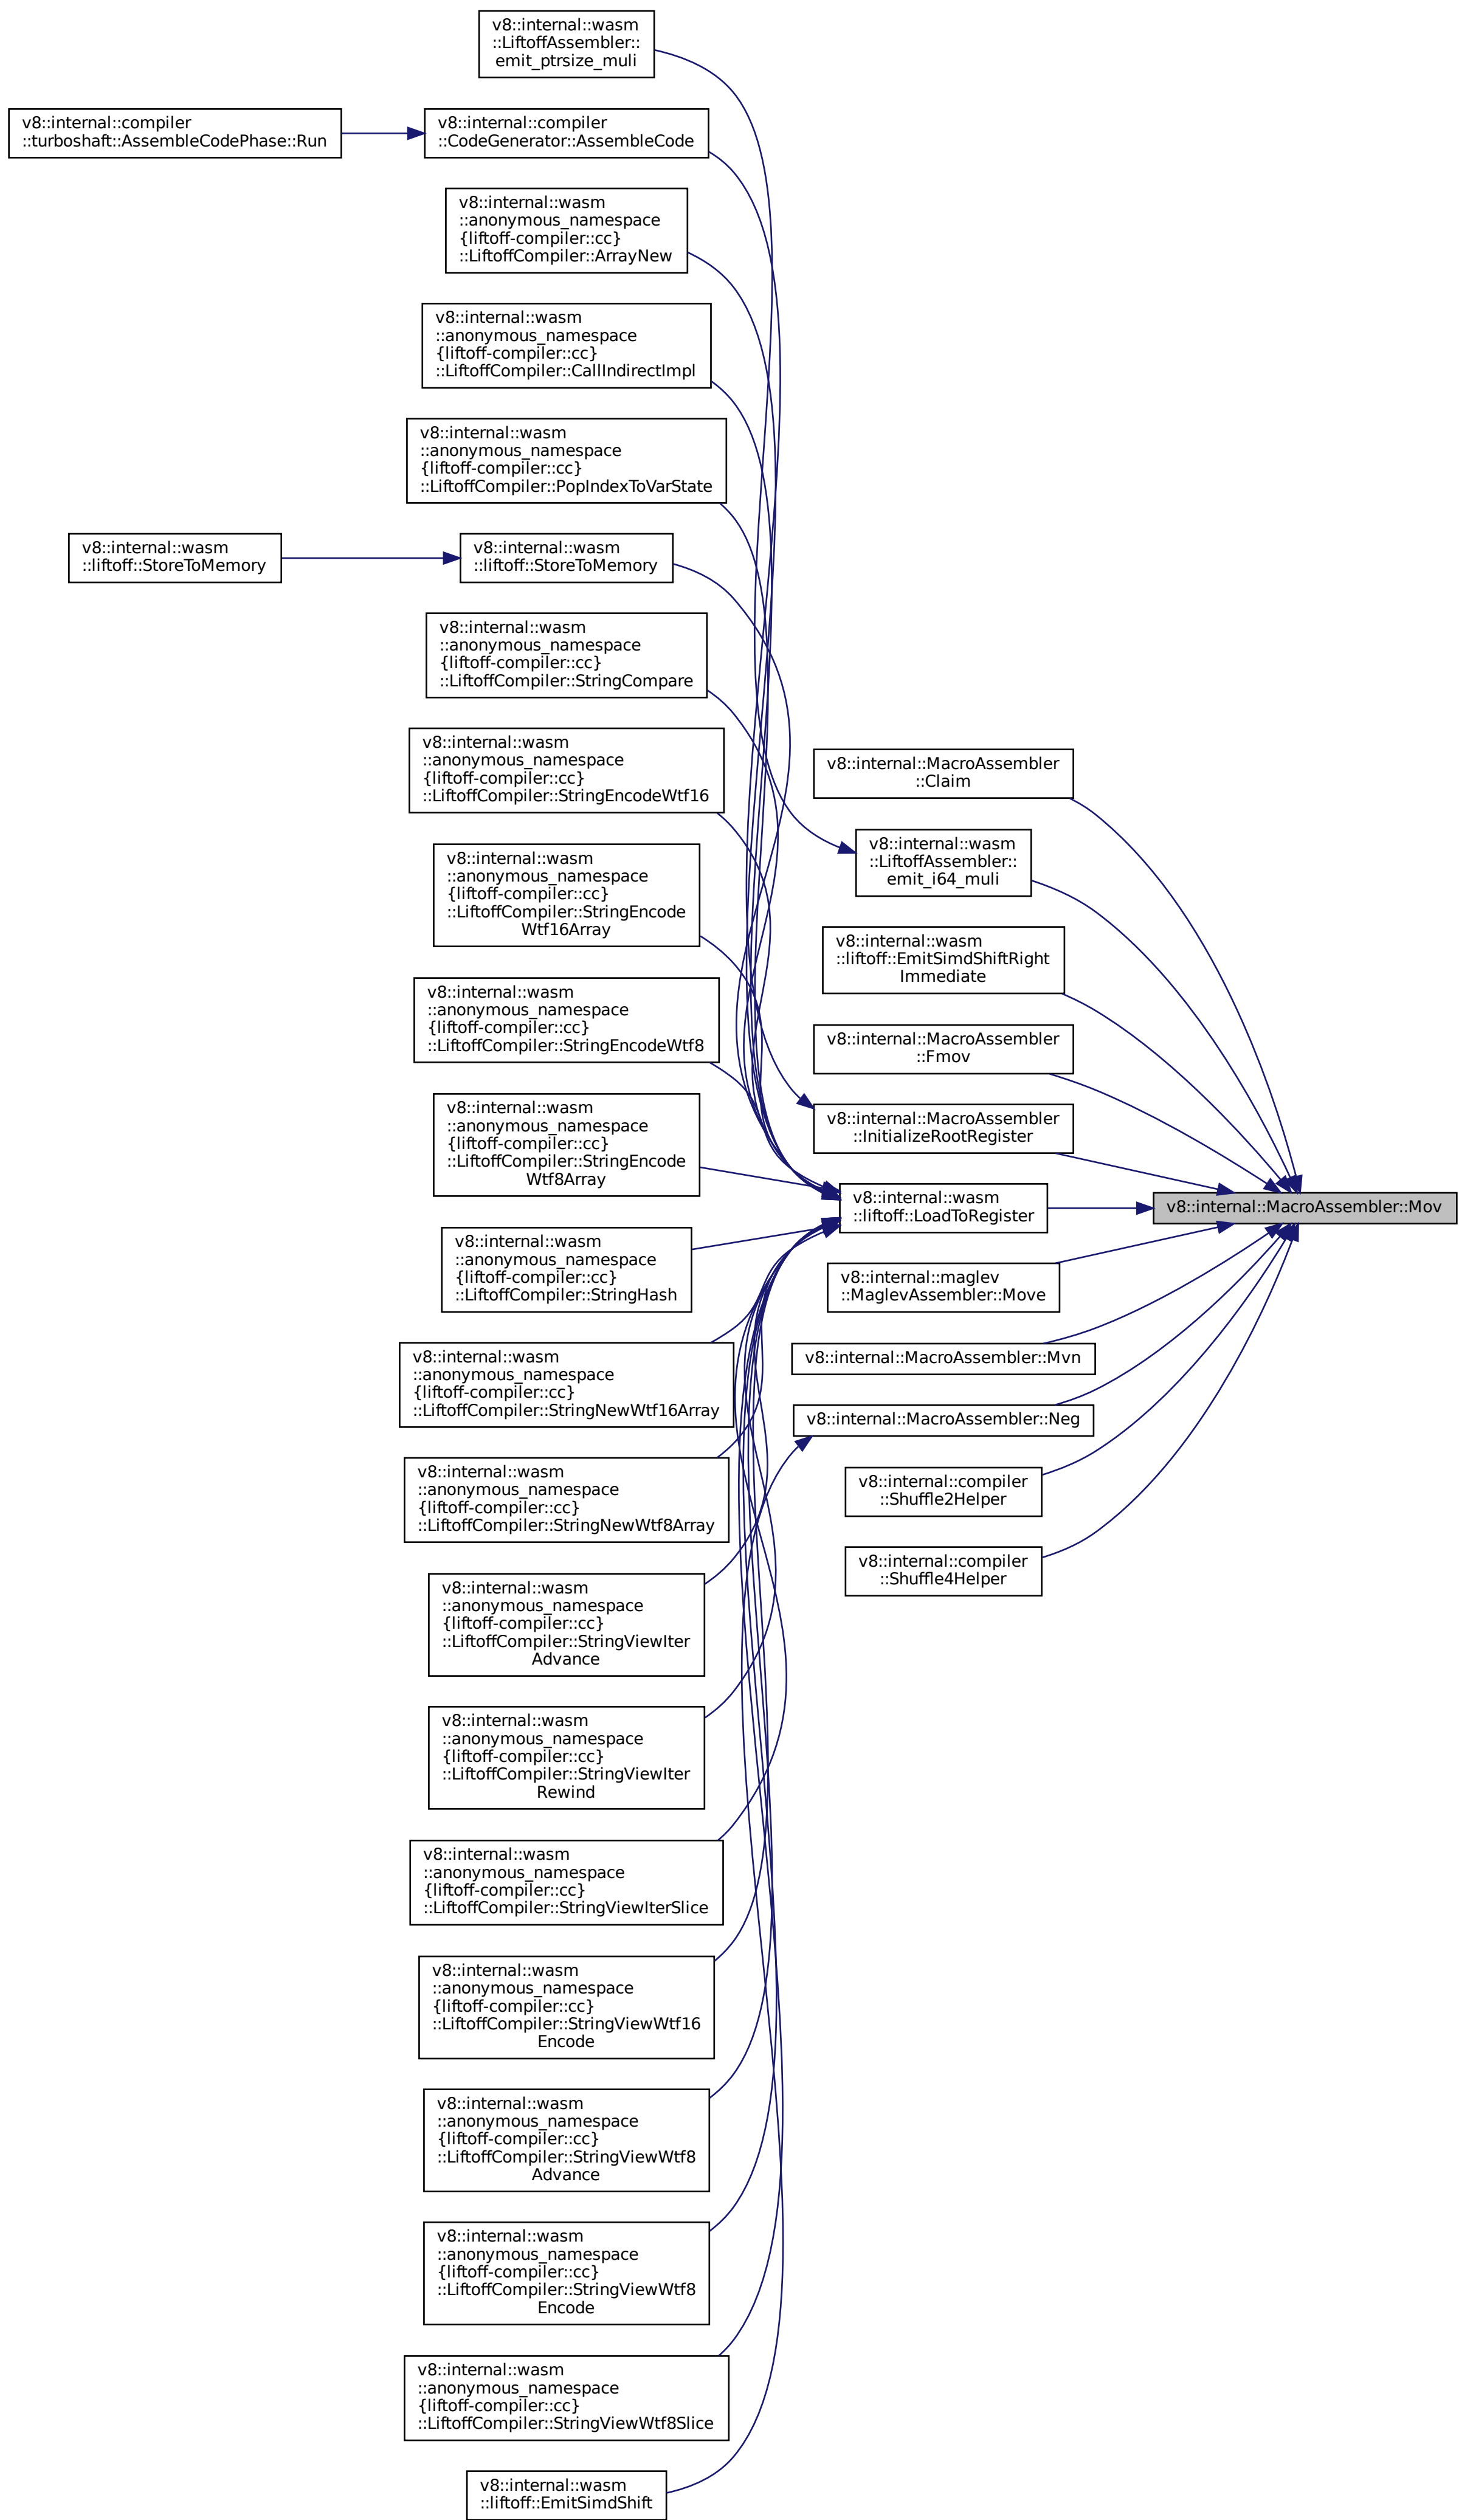 v8::internal::wasm
::LiftoffAssembler::
emit_ptrsize_muli
v8::internal::compiler
::turboshaft::AssembleCodePhase::Run
v8::internal::compiler
::CodeGenerator::AssembleCode
v8::internal::wasm
::anonymous_namespace
{liftoff-compiler::cc}
::LiftoffCompiler::ArrayNew
v8::internal::wasm
::anonymous_namespace
{liftoff-compiler::cc}
::LiftoffCompiler::CallIndirectImpl
v8::internal::wasm
::anonymous_namespace
{liftoff-compiler::cc}
::LiftoffCompiler::PopIndexToVarState
v8::internal::wasm
::liftoff::StoreToMemory
v8::internal::wasm
::liftoff::StoreToMemory
v8::internal::wasm
::anonymous_namespace
{liftoff-compiler::cc}
::LiftoffCompiler::StringCompare
v8::internal::wasm
::anonymous_namespace
{liftoff-compiler::cc}
::LiftoffCompiler::StringEncodeWtf16
v8::internal::wasm
::anonymous_namespace
{liftoff-compiler::cc}
::LiftoffCompiler::StringEncode
Wtf16Array
v8::internal::wasm
::anonymous_namespace
{liftoff-compiler::cc}
::LiftoffCompiler::StringEncodeWtf8
v8::internal::wasm
::anonymous_namespace
{liftoff-compiler::cc}
::LiftoffCompiler::StringEncode
Wtf8Array
v8::internal::wasm
::anonymous_namespace
{liftoff-compiler::cc}
::LiftoffCompiler::StringHash
v8::internal::wasm
::anonymous_namespace
{liftoff-compiler::cc}
::LiftoffCompiler::StringNewWtf16Array
v8::internal::wasm
::anonymous_namespace
{liftoff-compiler::cc}
::LiftoffCompiler::StringNewWtf8Array
v8::internal::wasm
::anonymous_namespace
{liftoff-compiler::cc}
::LiftoffCompiler::StringViewIter
Advance
v8::internal::wasm
::anonymous_namespace
{liftoff-compiler::cc}
::LiftoffCompiler::StringViewIter
Rewind
v8::internal::wasm
::anonymous_namespace
{liftoff-compiler::cc}
::LiftoffCompiler::StringViewIterSlice
v8::internal::wasm
::anonymous_namespace
{liftoff-compiler::cc}
::LiftoffCompiler::StringViewWtf16
Encode
v8::internal::wasm
::anonymous_namespace
{liftoff-compiler::cc}
::LiftoffCompiler::StringViewWtf8
Advance
v8::internal::wasm
::anonymous_namespace
{liftoff-compiler::cc}
::LiftoffCompiler::StringViewWtf8
Encode
v8::internal::wasm
::anonymous_namespace
{liftoff-compiler::cc}
::LiftoffCompiler::StringViewWtf8Slice
v8::internal::wasm
::liftoff::EmitSimdShift
v8::internal::MacroAssembler
::Claim
v8::internal::wasm
::LiftoffAssembler::
emit_i64_muli
v8::internal::wasm
::liftoff::EmitSimdShiftRight
Immediate
v8::internal::MacroAssembler
::Fmov
v8::internal::MacroAssembler
::InitializeRootRegister
v8::internal::wasm
::liftoff::LoadToRegister
v8::internal::maglev
::MaglevAssembler::Move
v8::internal::MacroAssembler::Mvn
v8::internal::MacroAssembler::Neg
v8::internal::compiler
::Shuffle2Helper
v8::internal::compiler
::Shuffle4Helper
v8::internal::MacroAssembler::Mov